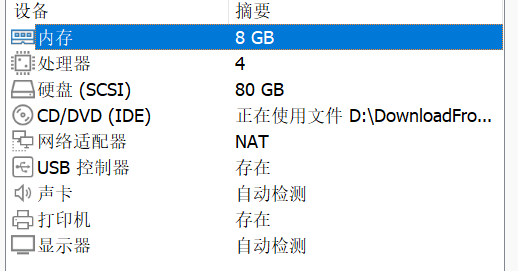 设备 摘要
内存 8 GB
处理器 4
硬盘 (SCSI) 80 GB
CD/DVD (IDE) 正在使用文件 D:\DownloadFro...
网络适配器 NAT
USB 控制器 存在
声卡 自动检测
打印机 存在
显示器 自动检测